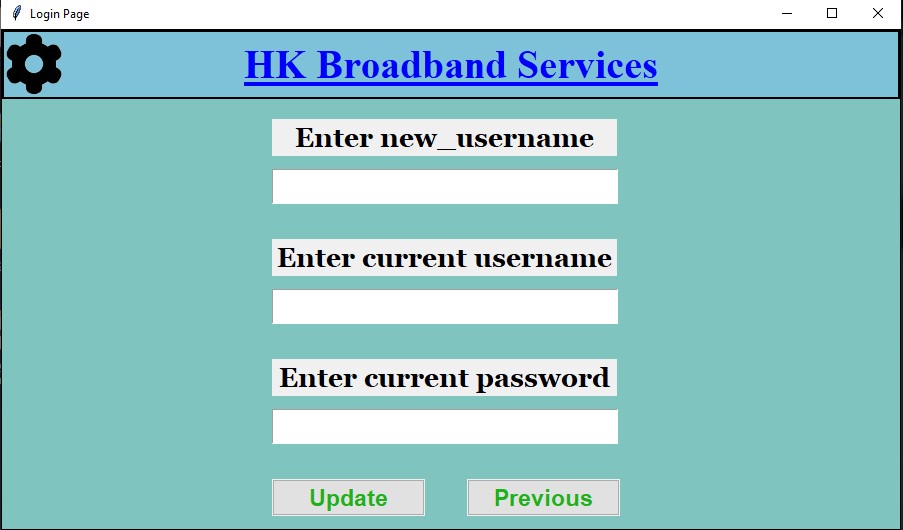 Login Page
HK Broadband Services
Enter new_username
Enter current username
Enter current password
Update Previous